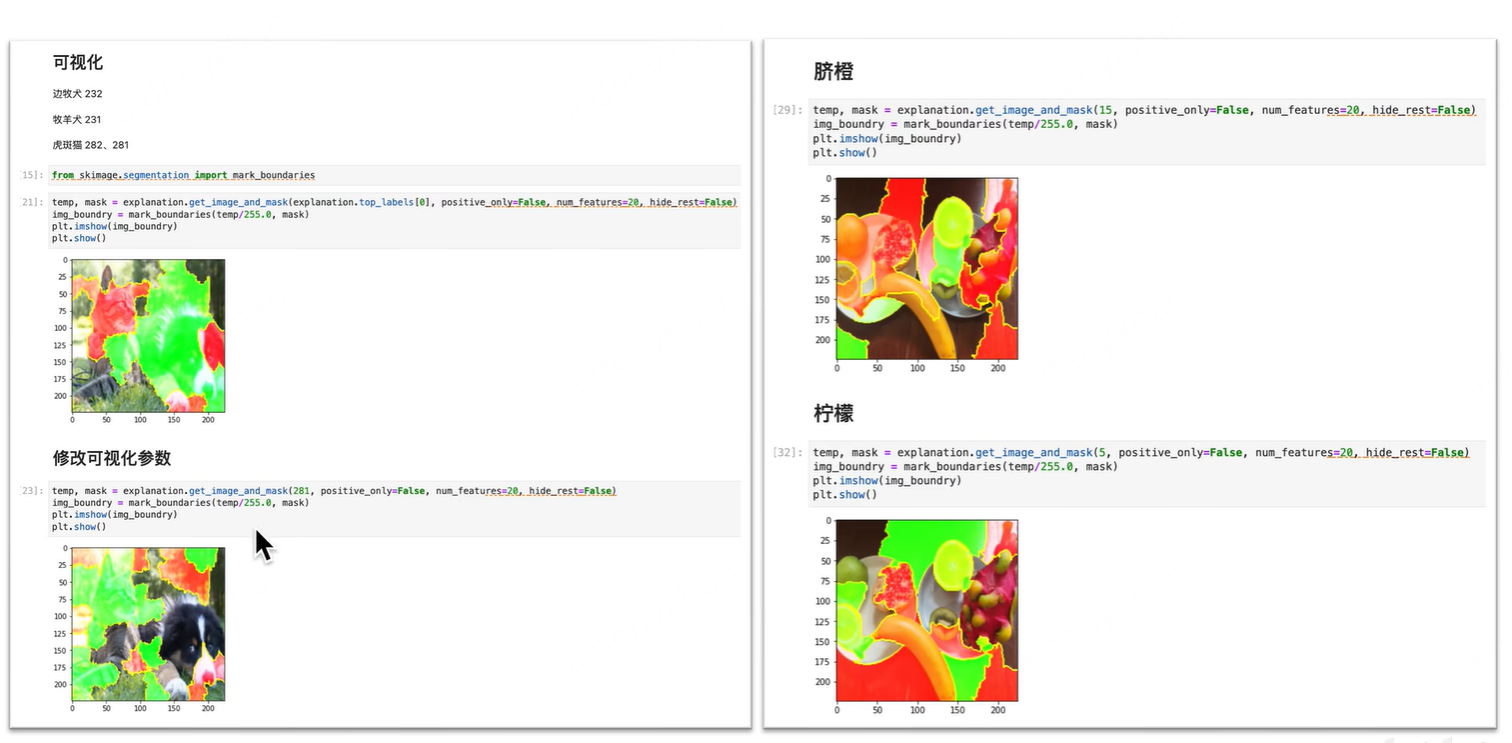 可视化
边牧犬 232
牧羊犬 231
虎斑猫 282、281
15]:
from skimage.segmentation import mark_boundaries
21]:
temp, mask = explanation.get_image_and_mask(explanation.top_labels[0], positive_only=False, num_features=20, hide_rest=False)
img_boundry = mark_boundaries(temp/255.0, mask)
plt.imshow(img_boundry)
plt.show()
0
25
50
75
100
125
150
175
200
0 50 100 150 200
修改可视化参数
23]:
temp, mask = explanation.get_image_and_mask(281, positive_only=False, num_features=20, hide_rest=False)
img_boundry = mark_boundaries(temp/255.0, mask)
plt.imshow(img_boundry)
plt.show()
0
25
50
75
100
125
150
175
200
0 50 100 150 200
脐橙
[29]:
temp, mask = explanation.get_image_and_mask(15, positive_only=False, num_features=20, hide_rest=False)
img_boundry = mark_boundaries(temp/255.0, mask)
plt.imshow(img_boundry)
plt.show()
0
25
50
75
100
125
150
175
200
0 50 100 150 200
柠檬
[32]:
temp, mask = explanation.get_image_and_mask(5, positive_only=False, num_features=20, hide_rest=False)
img_boundry = mark_boundaries(temp/255.0, mask)
plt.imshow(img_boundry)
plt.show()
0
25
50
75
100
125
150
175
200
0 50 100 150 200